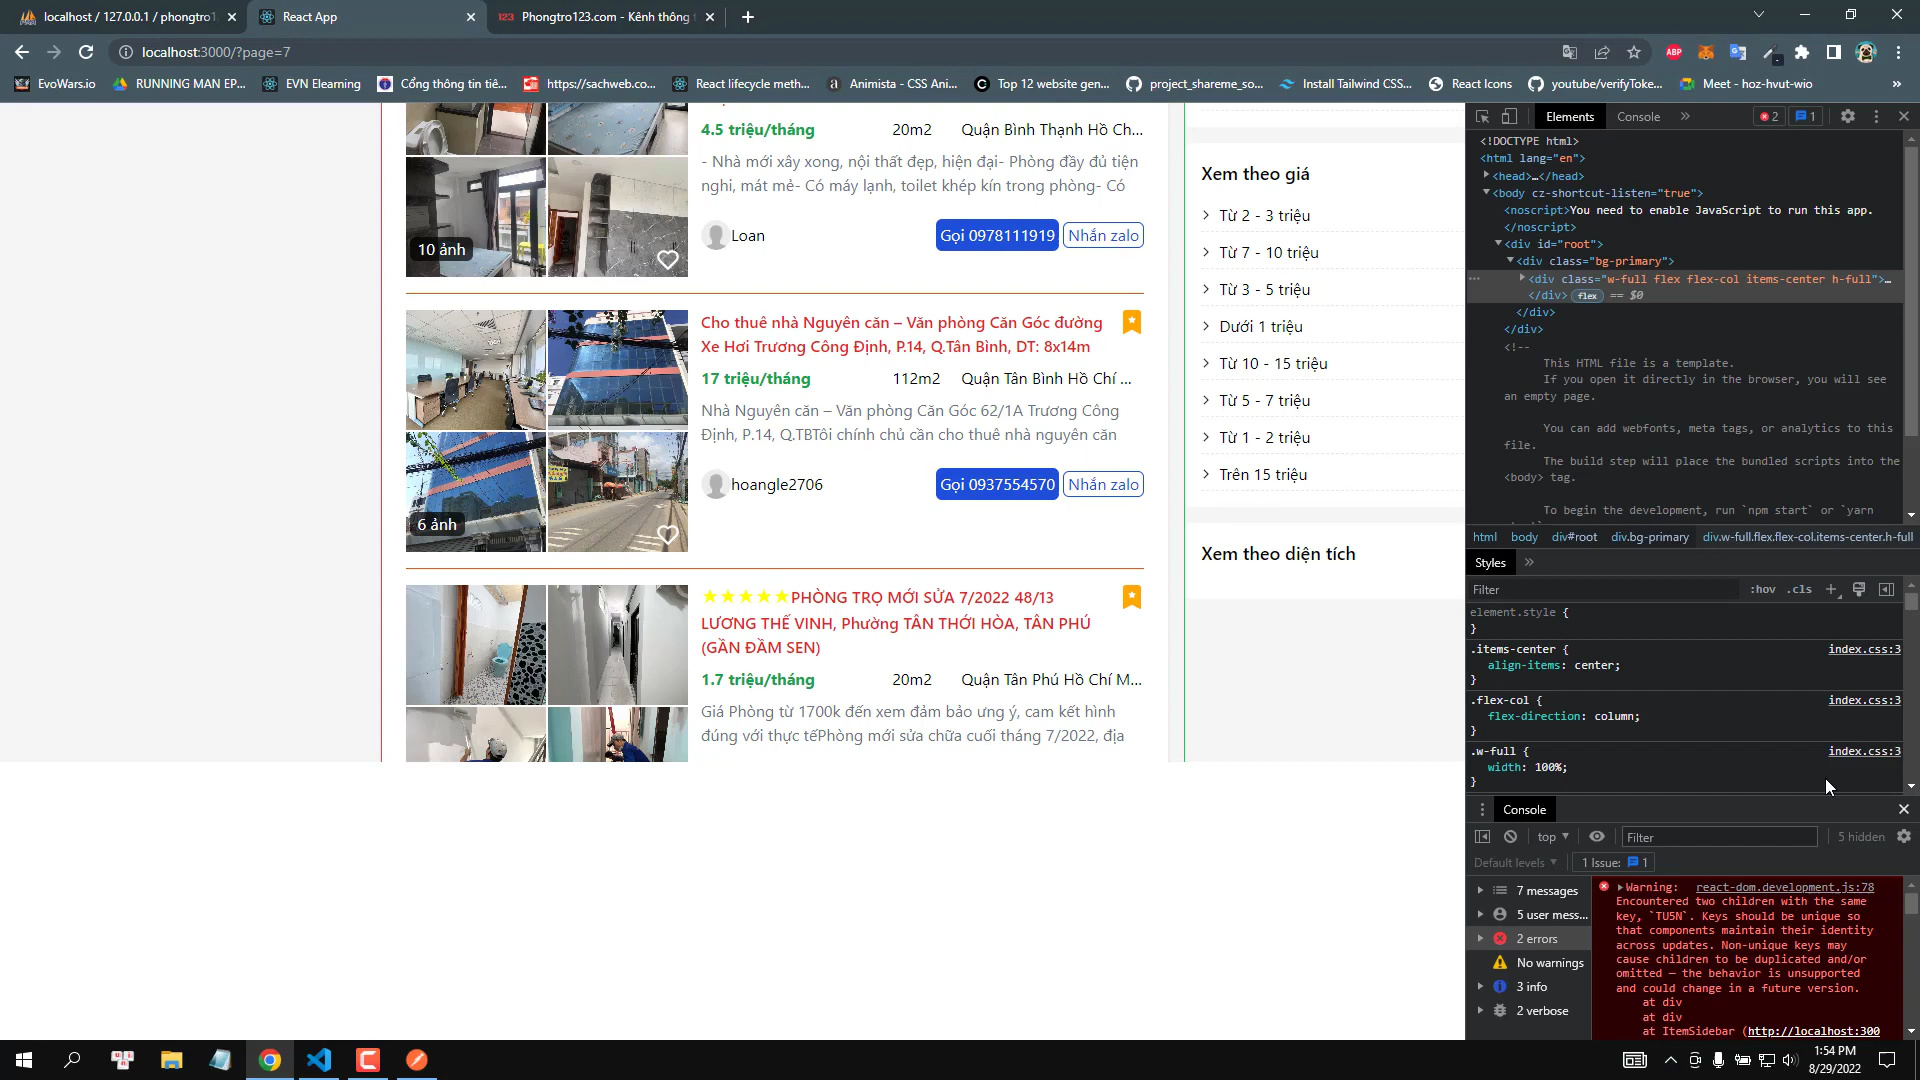 localhost / 127.0.0.1 / phongtro1
React App
Phongtro123.com - Kênh thông
localhost:3000/?page=7
EvoWars.io
RUNNING MAN EP...
EVN Elearning
Cổng thông tin tiê...
https://sachweb.co...
React lifecycle meth...
Animista - CSS Ani...
Top 12 website gen...
project_shareme_so...
Install Tailwind CSS...
React Icons
youtube/verifyToke...
Meet - hoz-hvut-wio
4.5 triệu/tháng 20m2 Quận Bình Thạnh Hồ Ch...
- Nhà mới xây xong, nội thất đẹp, hiện đại- Phòng đầy đủ tiện
nghi, mát mẻ- Có máy lạnh, toilet khép kín trong phòng- Có
10 ảnh
Loan
Gọi 0978111919
Nhắn zalo
Cho thuê nhà Nguyên căn – Văn phòng Căn Góc đường
Xe Hơi Trương Công Định, P.14, Q.Tân Bình, DT: 8x14m
17 triệu/tháng 112m2 Quận Tân Bình Hồ Chí ...
Nhà Nguyên căn – Văn phòng Căn Góc 62/1A Trương Công
Định, P.14, Q.TBTôi chính chủ cần cho thuê nhà nguyên căn
6 ảnh
hoangle2706
Gọi 0937554570
Nhắn zalo
★★★★★PHÒNG TRỌ MỚI SỬA 7/2022 48/13
LƯƠNG THẾ VINH, Phường TÂN THỚI HÒA, TÂN PHÚ
(GẦN ĐẦM SEN)
1.7 triệu/tháng 20m2 Quận Tân Phú Hồ Chí M...
Giá Phòng từ 1700k đến xem đảm bảo ưng ý, cam kết hình
đúng với thực tếPhòng mới sửa chữa cuối tháng 7/2022, địa
Xem theo giá
Từ 2 - 3 triệu
Từ 7 - 10 triệu
Từ 3 - 5 triệu
Dưới 1 triệu
Từ 10 - 15 triệu
Từ 5 - 7 triệu
Từ 1 - 2 triệu
Trên 15 triệu
Xem theo diện tích
Elements Console » 2 1
<!DOCTYPE html>
<html lang="en">
<head>…</head>
<body cz-shortcut-listen="true">
<noscript>You need to enable JavaScript to run this app.
</noscript>
<div id="root">
<div class="bg-primary">
<div class="w-full flex flex-col items-center h-full">…
</div> flex == $0
</div>
</div>
<!--
This HTML file is a template.
If you open it directly in the browser, you will see
an empty page.
You can add webfonts, meta tags, or analytics to this
file.
The build step will place the bundled scripts into the
<body> tag.
To begin the development, run `npm start` or `yarn
html body div#root div.bg-primary div.w-full.flex.flex-col.items-center.h-full
Styles »
Filter :hov .cls +
element.style {
}
.items-center { index.css:3
align-items: center;
}
.flex-col { index.css:3
flex-direction: column;
}
.w-full { index.css:3
width: 100%;
}
Console
top ▼ Filter 5 hidden
Default levels ▼ 1 Issue: 1
7 messages
5 user mess...
2 errors
No warnings
3 info
2 verbose
Warning: react-dom.development.js:78
Encountered two children with the same
key, `TU5N`. Keys should be unique so
that components maintain their identity
across updates. Non-unique keys may
cause children to be duplicated and/or
omitted — the behavior is unsupported
and could change in a future version.
at div
at div
at ItemSidebar (http://localhost:300
1:54 PM
8/29/2022